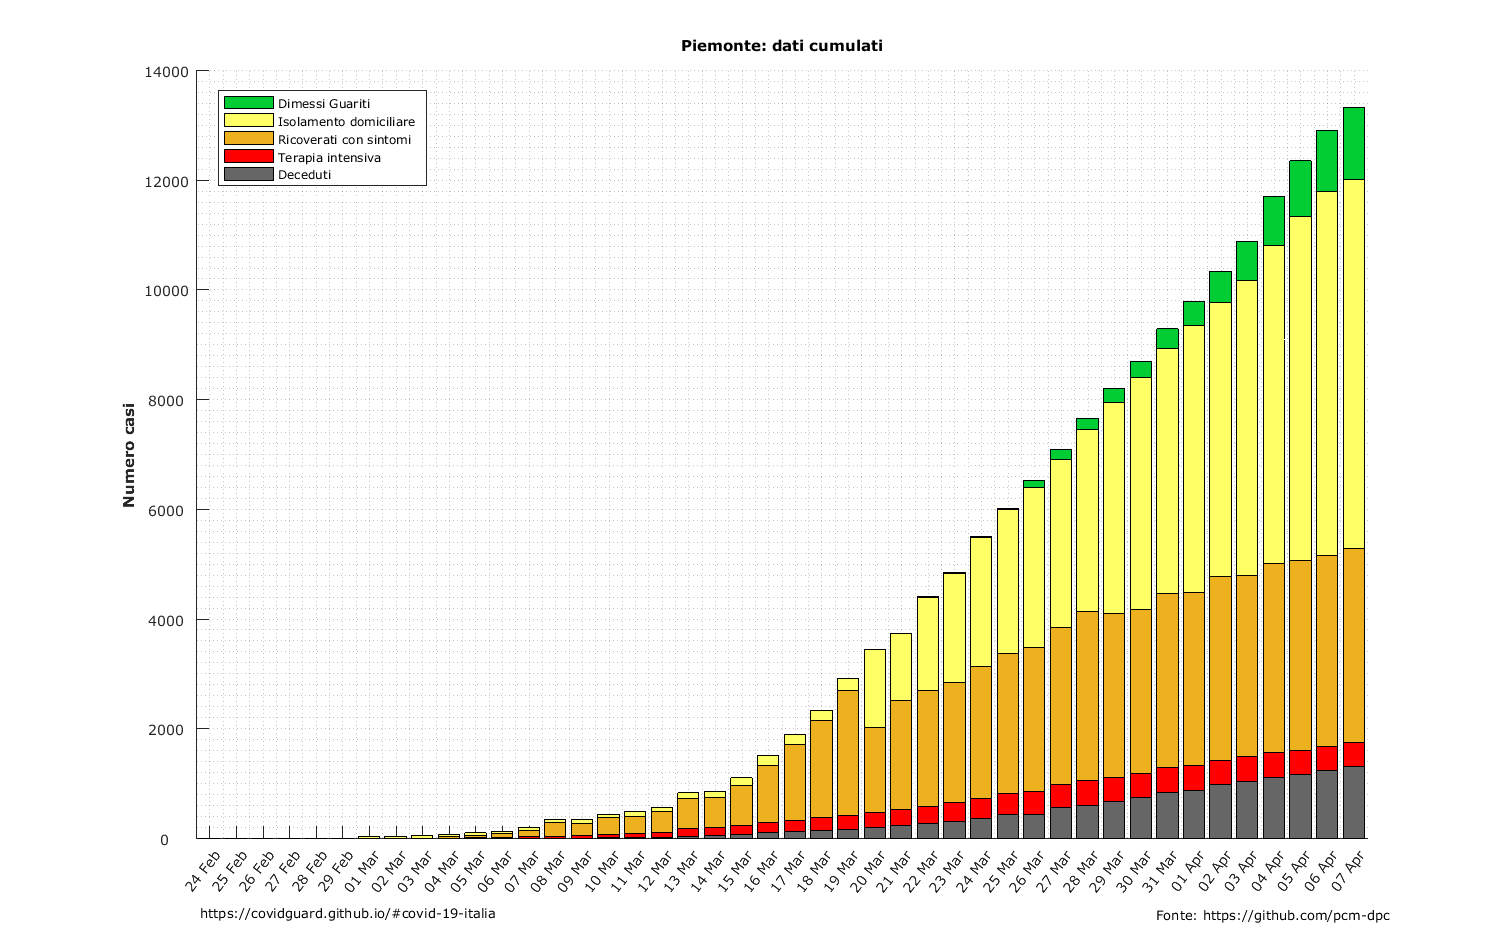 Piemonte: dati cumulati
14000
12000
10000
8000
6000
4000
2000
0
Numero casi
Dimessi Guariti
Isolamento domiciliare
Ricoverati con sintomi
Terapia intensiva
Deceduti
24 Feb
25 Feb
26 Feb
27 Feb
28 Feb
29 Feb
01 Mar
02 Mar
03 Mar
04 Mar
05 Mar
06 Mar
07 Mar
08 Mar
09 Mar
10 Mar
11 Mar
12 Mar
13 Mar
14 Mar
15 Mar
16 Mar
17 Mar
18 Mar
19 Mar
20 Mar
21 Mar
22 Mar
23 Mar
24 Mar
25 Mar
26 Mar
27 Mar
28 Mar
29 Mar
30 Mar
31 Mar
01 Apr
02 Apr
03 Apr
04 Apr
05 Apr
06 Apr
07 Apr
https://covidguard.github.io/#covid-19-italia
Fonte: https://github.com/pcm-dpc